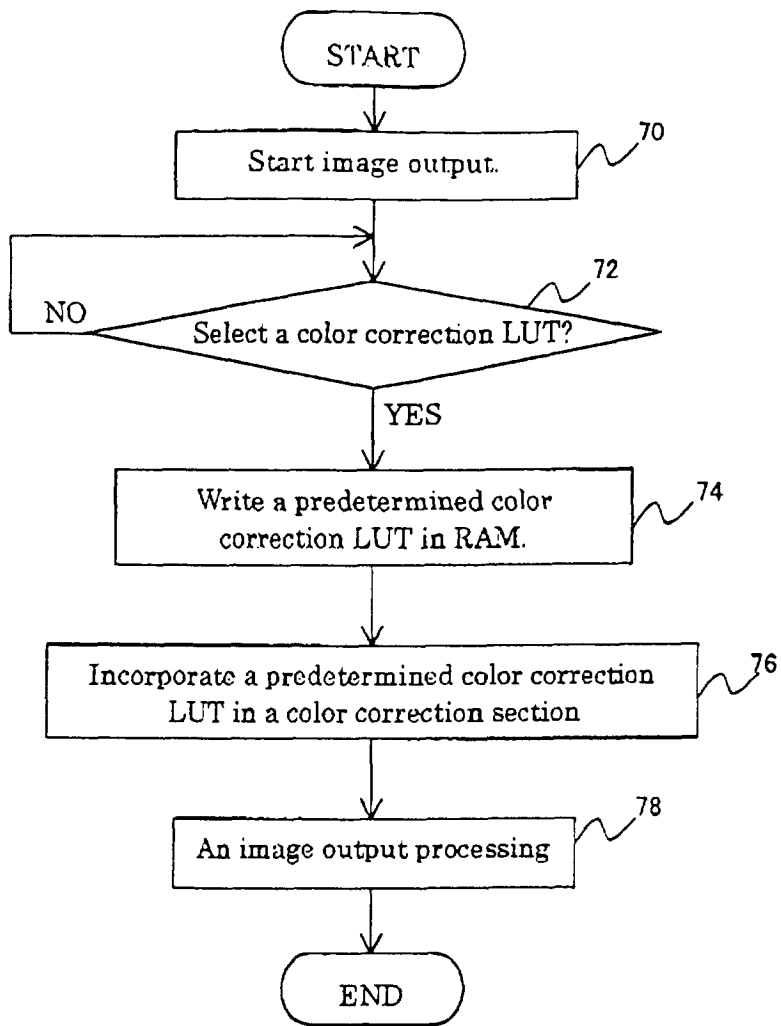 START
Start image output.
70
72
NO
Select a color correction LUT?
YES
Write a predetermined color
correction LUT in RAM.
74
Incorporate a predetermined color correction
LUT in a color correction section
76
An image output processing
78
END